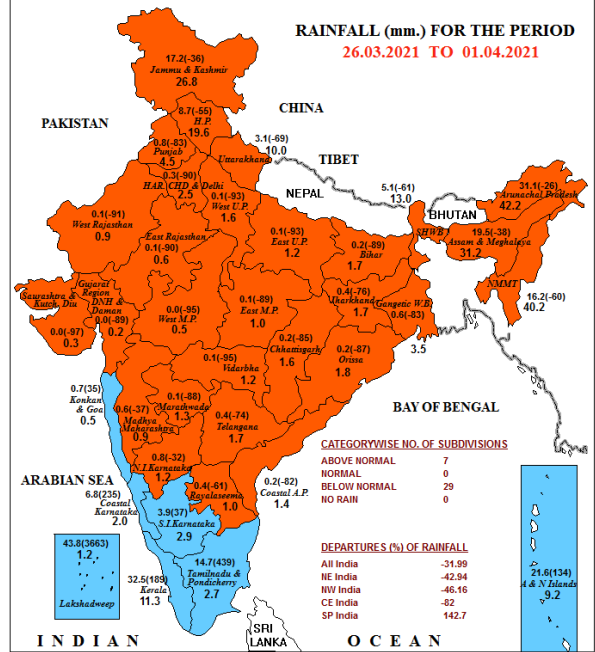 RAINFALL (mm.) FOR THE PERIOD
26.03.2021 TO 01.04.2021
17.2(-36)
Jammu & Kashmir
26.8
CHINA
8.7(-55)
H.P.
19.6
PAKISTAN
3.1(-69)
10.0
Uttarakhand
TIBET
0.8(-83)
Punjab
4.5
0.3(-90)
HAR. CHD & Delhi
2.5
NEPAL
5.1(-61)
13.0
BHUTAN
31.1(-26)
Arunachal Pradesh
42.2
0.1(-91)
West Rajasthan
0.9
0.1(-93)
West U.P.
1.6
East Rajasthan
0.1(-90)
0.6
0.1(-93)
East U.P.
1.2
0.2(-89)
Bihar
1.7
SHWB
19.5(-38)
Assam & Meghalaya
31.2
NMMT
16.2(-60)
40.2
Saurashtra &
Kutch, Diu
0.0(-97)
0.3
Gujarat
Region
DNH &
Daman
0.0(-89)
0.2
0.0(-95)
West M.P.
0.5
0.1(-89)
East M.P.
1.0
0.4(-76)
Jharkhand
1.7
Gangetic W.B.
0.6(-83)
3.5
0.2(-85)
Chhattisgarh
1.6
0.2(-87)
Orissa
1.8
0.1(-95)
Vidarbha
1.2
0.7(35)
Konkan
& Goa
0.5
0.6(-37)
Madhya
Maharashtra
0.9
0.1(-88)
Marathwada
1.3
0.4(-74)
Telangana
1.7
BAY OF BENGAL
0.8(-32)
N.I.Karnataka
1.2
ARABIAN SEA
6.8(235)
Coastal
Karnataka
2.0
0.4(-61)
Rayalaseema
1.0
0.2(-82)
Coastal A.P.
1.4
3.9(37)
S.I.Karnataka
2.9
43.8(3663)
1.2
Lakshadweep
32.5(189)
Kerala
11.3
14.7(439)
Tamilnadu &
Pondicherry
2.7
CATEGORYWISE NO. OF SUBDIVISIONS
ABOVE NORMAL 7
NORMAL 0
BELOW NORMAL 29
NO RAIN 0
DEPARTURES (%) OF RAINFALL
All India -31.99
NE India -42.94
NW India -46.16
CE India -82
SP India 142.7
21.6(134)
A & N Islands
9.2
SRI
LANKA
INDIAN OCEAN